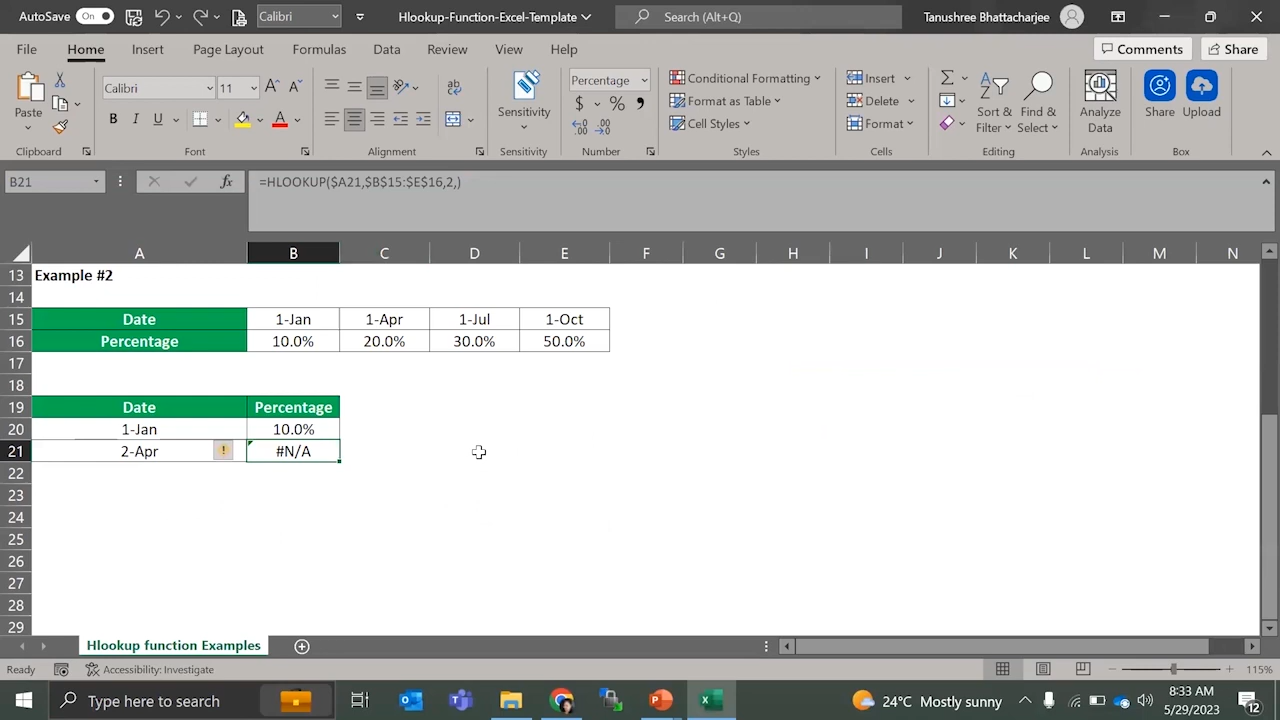 AutoSave On Calibri Hlookup-Function-Excel-Template Search (Alt+Q) Tanushree Bhattacharjee
File Home Insert Page Layout Formulas Data Review View Help Comments Share
Paste Calibri 11 A A ab Sensitivity Percentage Conditional Formatting Insert Sort & Find & Analyze Share Upload
B I U A $ % Format as Table Delete Filter Select Data
Cell Styles Format
Clipboard Font Alignment Sensitivity Number Styles Cells Editing Analysis Box
B21 fx =HLOOKUP($A21,$B$15:$E$16,2,)
A B C D E F G H I J K L M N
13 Example #2
14
15 Date 1-Jan 1-Apr 1-Jul 1-Oct
16 Percentage 10.0% 20.0% 30.0% 50.0%
17
18
19 Date Percentage
20 1-Jan 10.0%
21 2-Apr ! #N/A
22
23
24
25
26
27
28
29
Hlookup function Examples
Ready Accessibility: Investigate 115%
Type here to search 24°C Mostly sunny 8:33 AM
5/29/2023 12